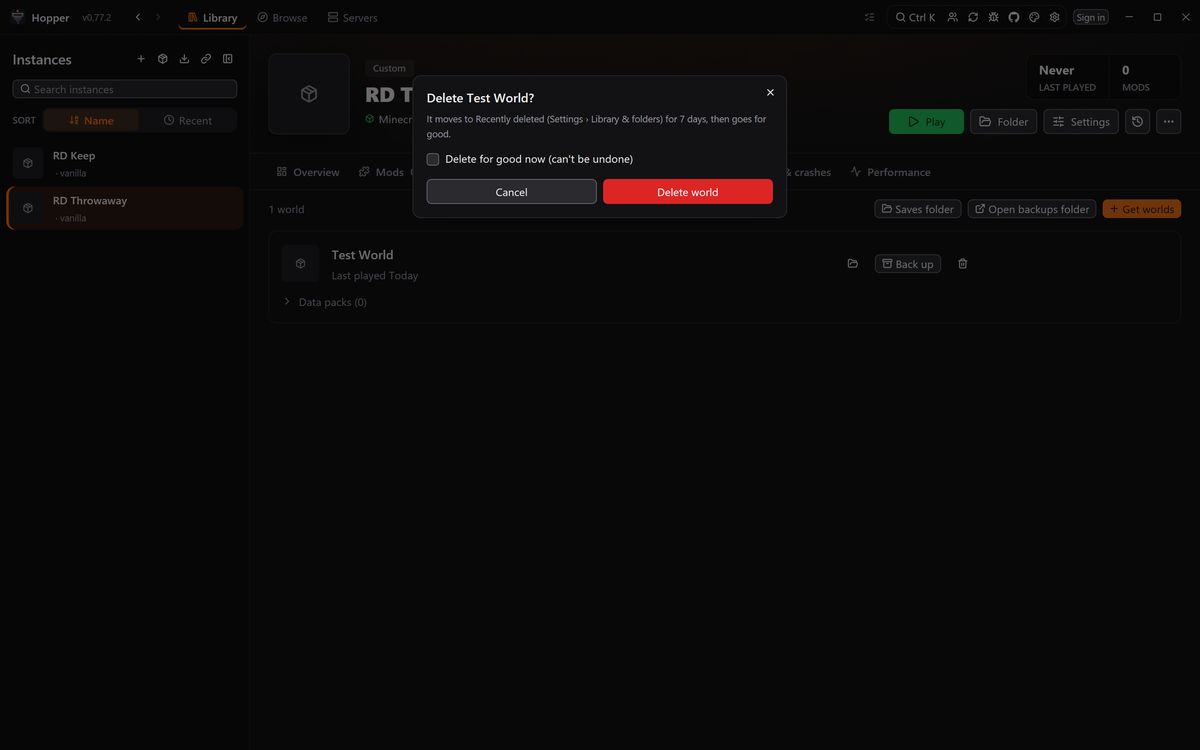 Hopper v0.77.2 Library Browse Servers Ctrl K Sign in
Instances
Search instances
SORT Name Recent
RD Keep
· vanilla
RD Throwaway
· vanilla
Custom
RD T
Minecr
Never
LAST PLAYED
0
MODS
Play Folder Settings
Overview Mods & crashes Performance
1 world Saves folder Open backups folder + Get worlds
Test World
Last played Today
Back up
Data packs (0)
Delete Test World?
It moves to Recently deleted (Settings › Library & folders) for 7 days, then goes for
good.
Delete for good now (can't be undone)
Cancel Delete world